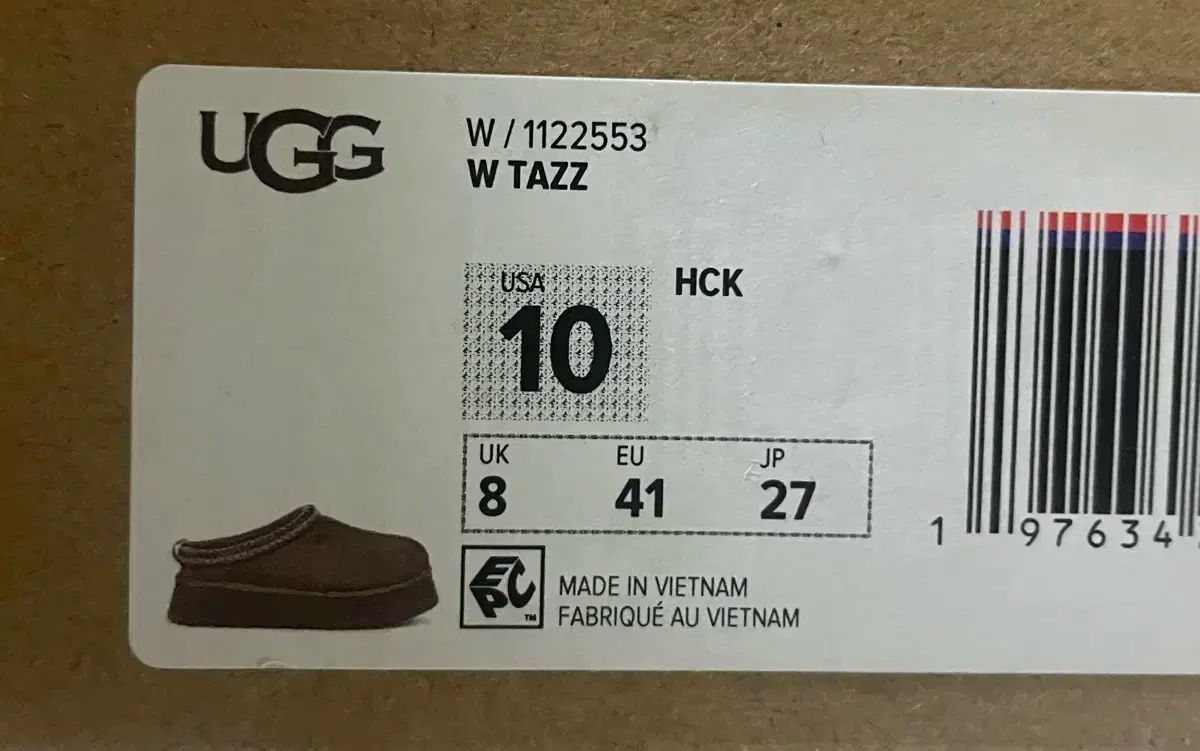 UGG
W / 1122553
W TAZZ
USA
10
HCK
UK EU JP
8 41 27
1 97634
EPC™
MADE IN VIETNAM
FABRIQUÉ AU VIETNAM